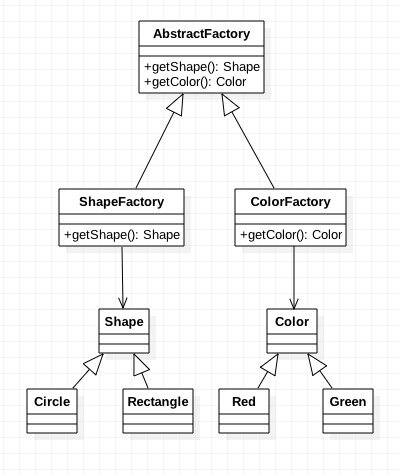 AbstractFactory
+getShape(): Shape
+getColor(): Color
ShapeFactory
+getShape(): Shape
ColorFactory
+getColor(): Color
Shape
Color
Circle
Rectangle
Red
Green